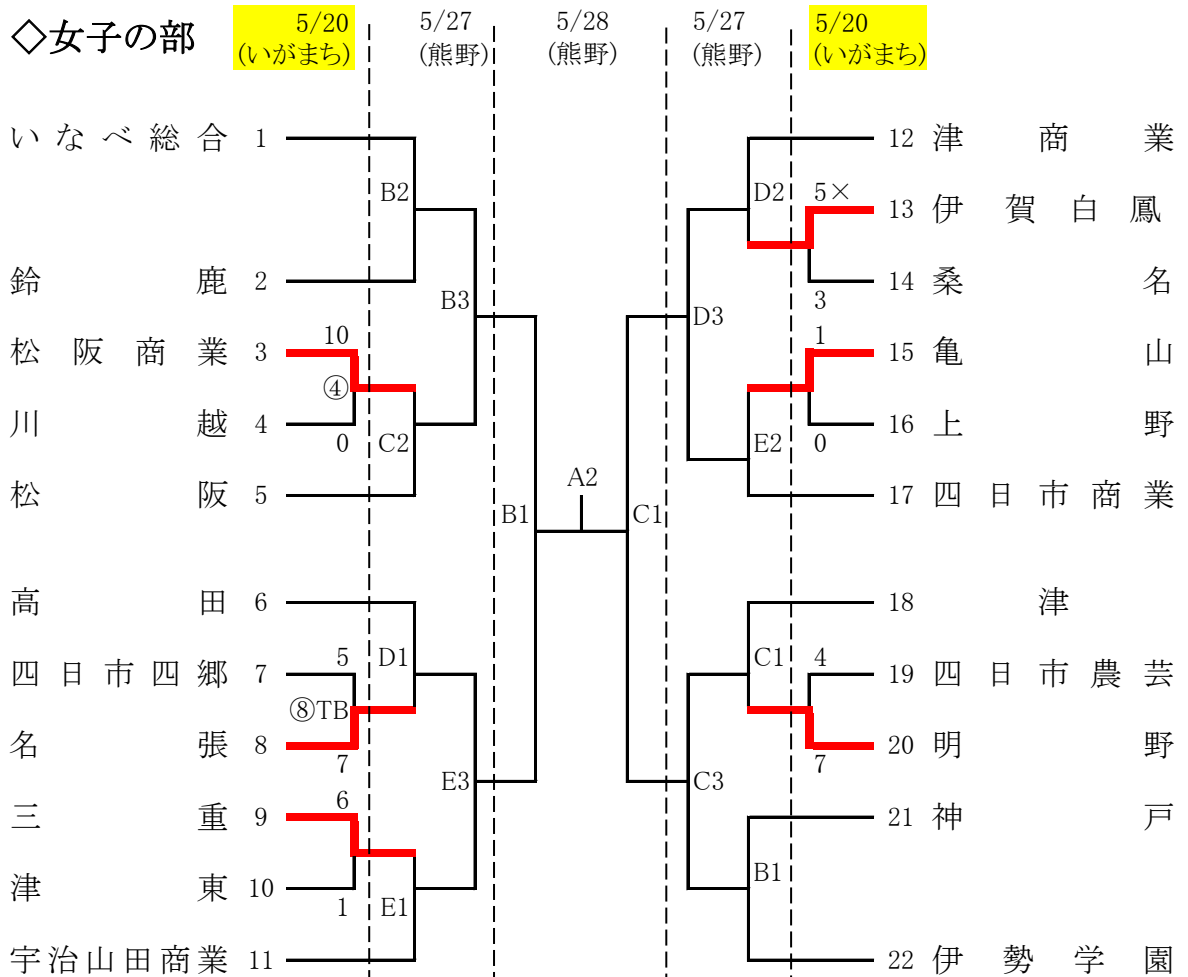 ◇女子の部
5/20 5/27 5/28 5/27 5/20
(いがまち) (熊野) (熊野) (熊野) (いがまち)
いなべ総合 1 12 津商業
B2 D2 5×
13 伊賀白鳳
鈴鹿 2 14 桑名
B3 D3 3
10 1
松阪商業 3 15 亀山
④
川越 4 16 上野
0 C2 E2 0
松阪 5 17 四日市商業
A2
B1 C1
高田 6 18 津
5 D1 C1 4
四日市四郷 7 19 四日市農芸
⑧TB
名張 8 20 明野
7 7
E3 C3
6
三重 9 21 神戸
B1
津東 10
1 E1
宇治山田商業 11 22 伊勢学園